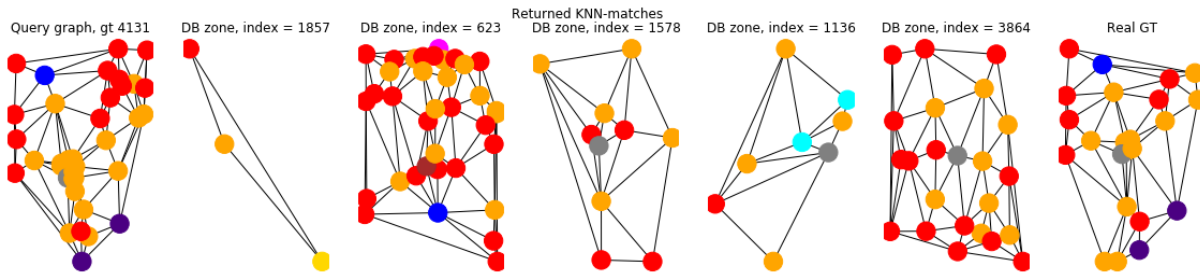 Returned KNN-matches
Query graph, gt 4131
DB zone, index = 1857
DB zone, index = 623
DB zone, index = 1578
DB zone, index = 1136
DB zone, index = 3864
Real GT